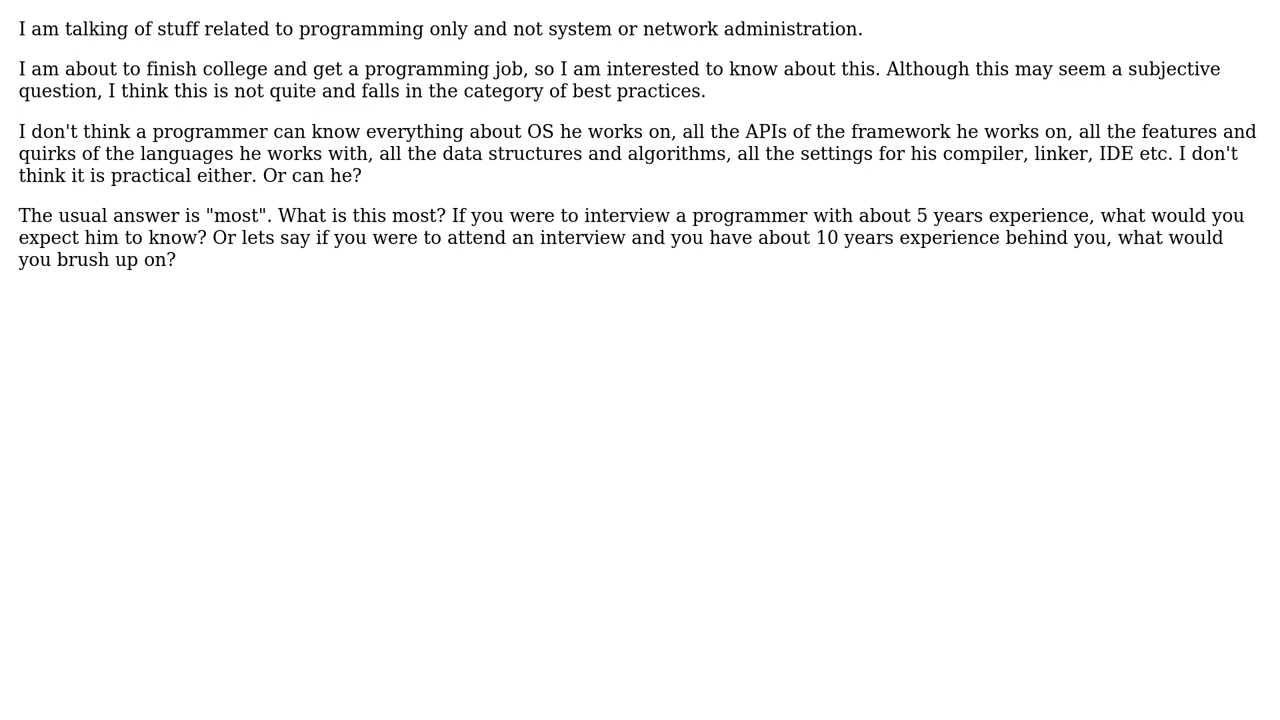 I am talking of stuff related to programming only and not system or network administration.
I am about to finish college and get a programming job, so I am interested to know about this. Although this may seem a subjective
question, I think this is not quite and falls in the category of best practices.
I don't think a programmer can know everything about OS he works on, all the APIs of the framework he works on, all the features and
quirks of the languages he works with, all the data structures and algorithms, all the settings for his compiler, linker, IDE etc. I don't
think it is practical either. Or can he?
The usual answer is "most". What is this most? If you were to interview a programmer with about 5 years experience, what would you
expect him to know? Or lets say if you were to attend an interview and you have about 10 years experience behind you, what would
you brush up on?